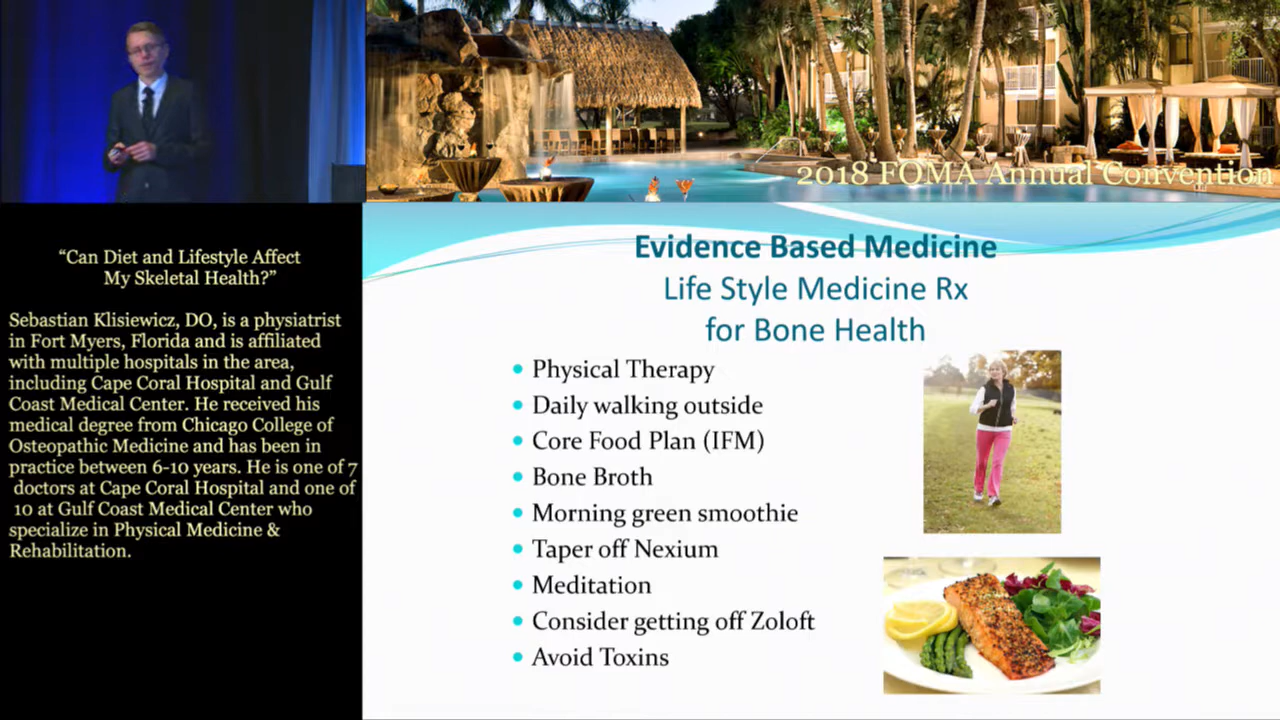 2018 FOMA Annual Convention
“Can Diet and Lifestyle Affect
My Skeletal Health?”
Sebastian Klisiewicz, DO, is a physiatrist
in Fort Myers, Florida and is affiliated
with multiple hospitals in the area,
including Cape Coral Hospital and Gulf
Coast Medical Center. He received his
medical degree from Chicago College of
Osteopathic Medicine and has been in
practice between 6-10 years. He is one of 7
doctors at Cape Coral Hospital and one of
10 at Gulf Coast Medical Center who
specialize in Physical Medicine &
Rehabilitation.
Evidence Based Medicine
Life Style Medicine Rx
for Bone Health
• Physical Therapy
• Daily walking outside
• Core Food Plan (IFM)
• Bone Broth
• Morning green smoothie
• Taper off Nexium
• Meditation
• Consider getting off Zoloft
• Avoid Toxins